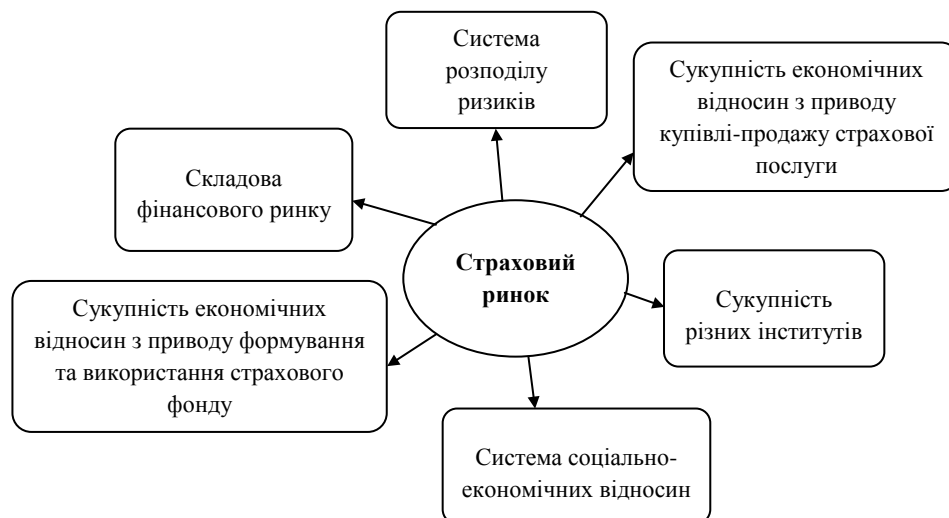 Система
розподілу
ризиків
Сукупність економічних
відносин з приводу
купівлі-продажу страхової
послуги
Складова
фінансового ринку
Страховий
ринок
Сукупність
різних інститутів
Сукупність економічних
відносин з приводу формування
та використання страхового
фонду
Система соціально-
економічних відносин